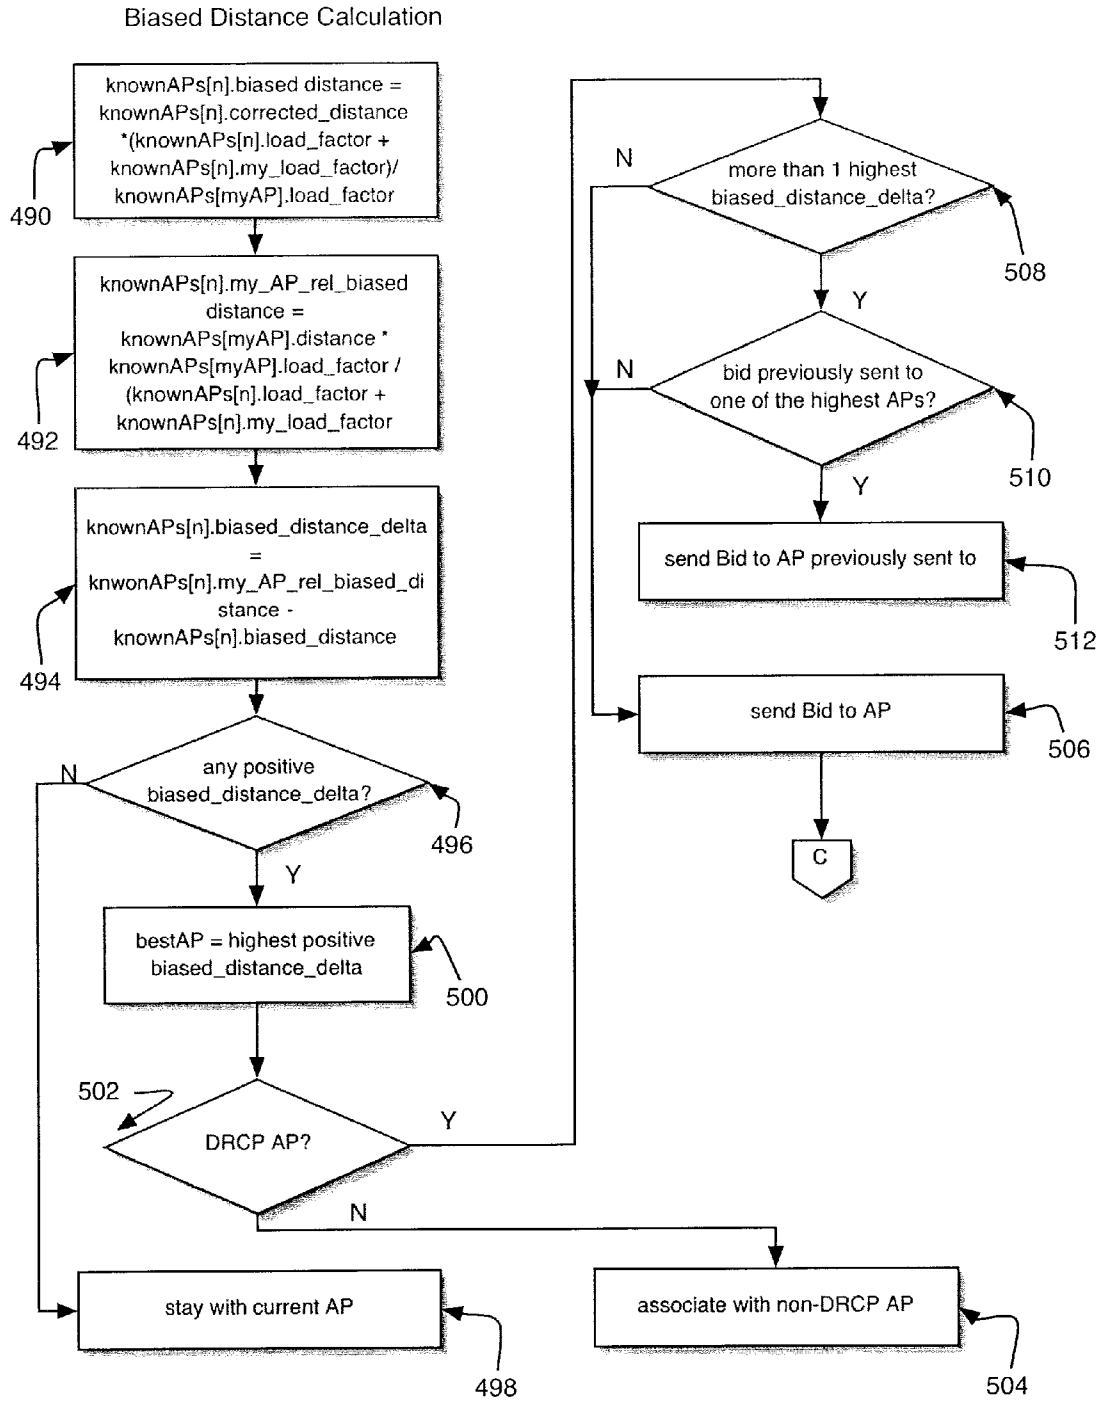 Biased Distance Calculation
knownAPs[n].biased distance =
knownAPs[n].corrected_distance
*(knownAPs[n].load_factor +
knownAPs[n].my_load_factor)/
knownAPs[myAP].load_factor
490
knownAPs[n].my_AP_rel_biased
distance =
knownAPs[myAP].distance *
knownAPs[myAP].load_factor /
(knownAPs[n].load_factor +
knownAPs[n].my_load_factor
492
knownAPs[n].biased_distance_delta
=
knwonAPs[n].my_AP_rel_biased_di
stance -
knownAPs[n].biased_distance
494
any positive
biased_distance_delta?
N
496
Y
bestAP = highest positive
biased_distance_delta
500
502
DRCP AP?
Y
N
stay with current AP
498
associate with non-DRCP AP
504
more than 1 highest
biased_distance_delta?
N
508
Y
bid previously sent to
one of the highest APs?
N
510
Y
send Bid to AP previously sent to
512
send Bid to AP
506
C